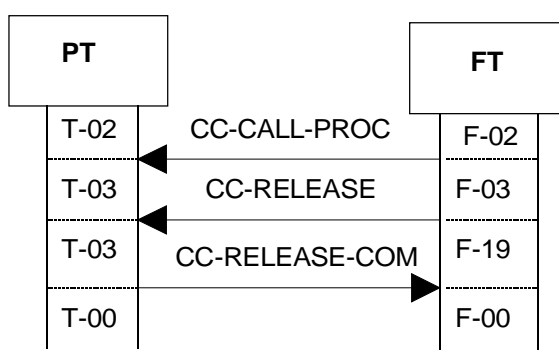 PT FT
T-02 CC-CALL-PROC F-02
T-03 CC-RELEASE F-03
T-03 CC-RELEASE-COM F-19
T-00 F-00